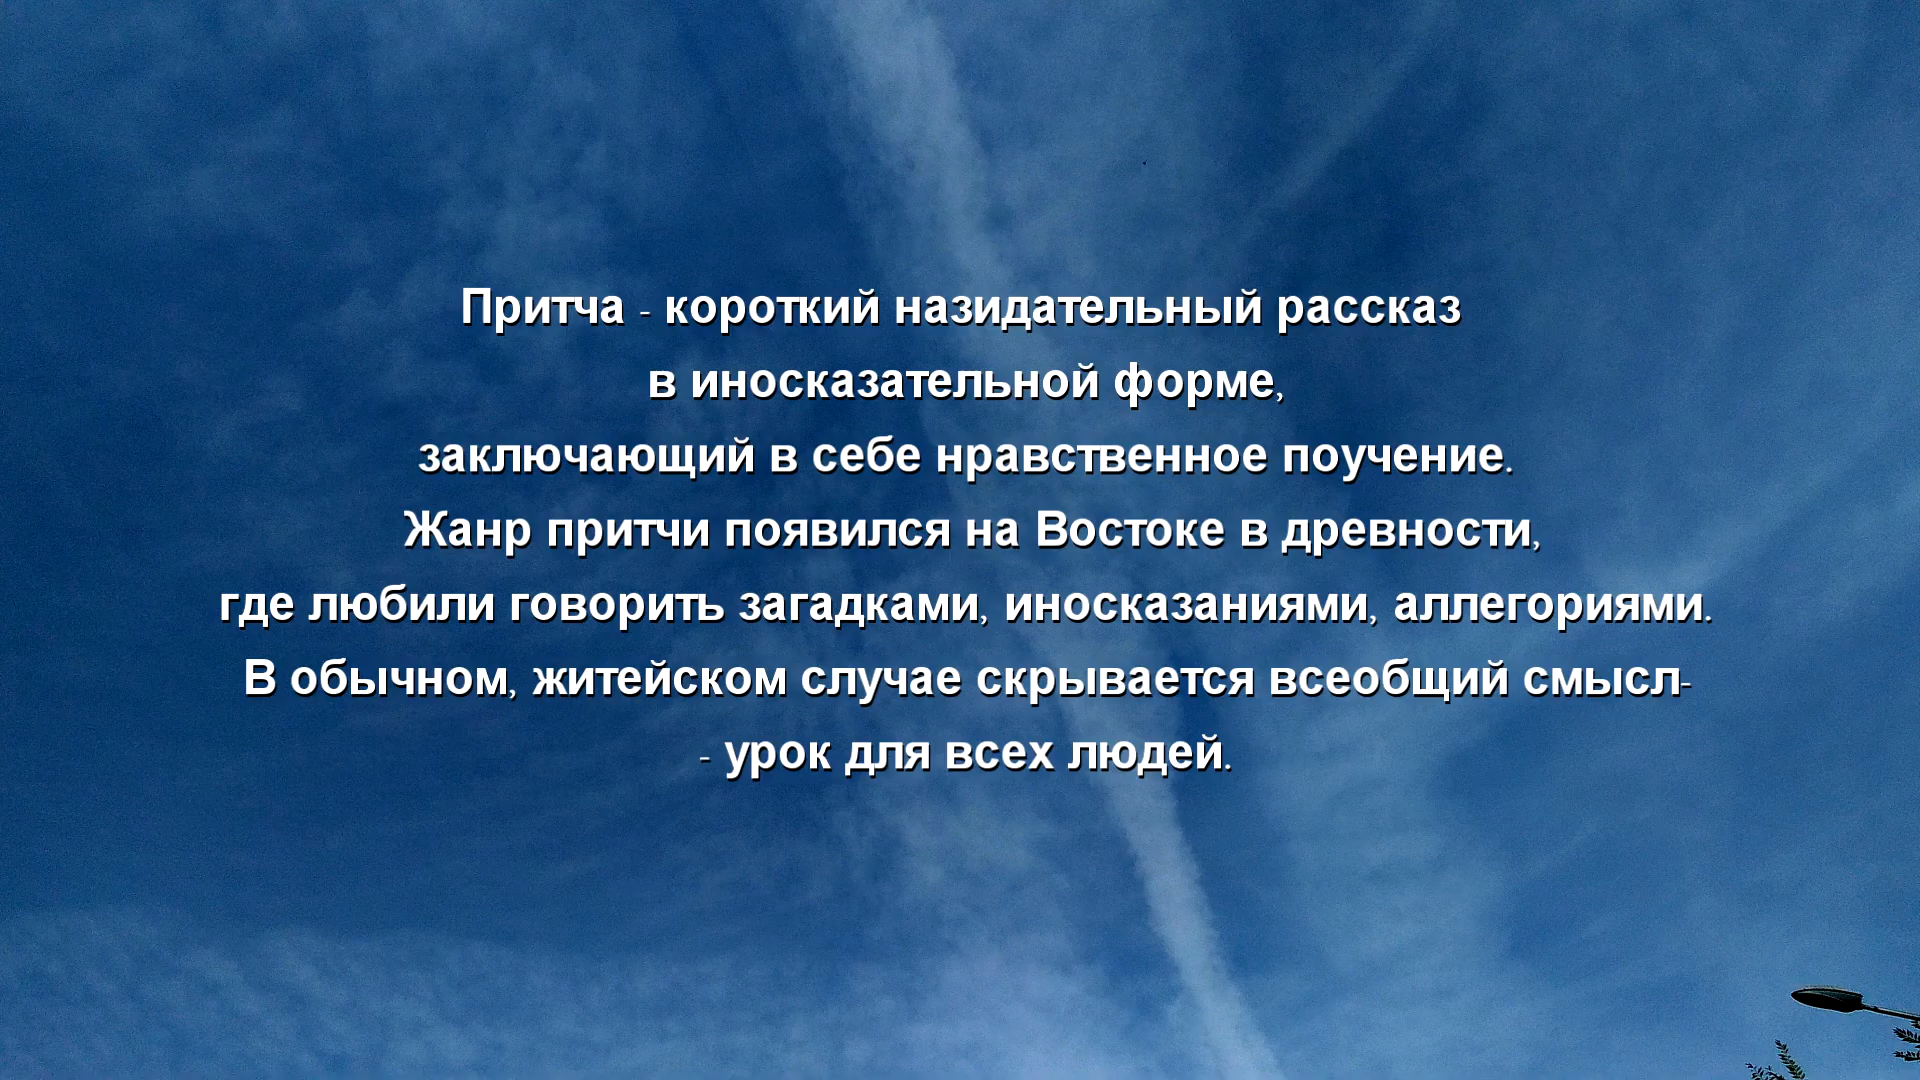 Притча - короткий назидательный рассказ
в иносказательной форме,
заключающий в себе нравственное поучение.
Жанр притчи появился на Востоке в древности,
где любили говорить загадками, иносказаниями, аллегориями.
В обычном, житейском случае скрывается всеобщий смысл-
- урок для всех людей.